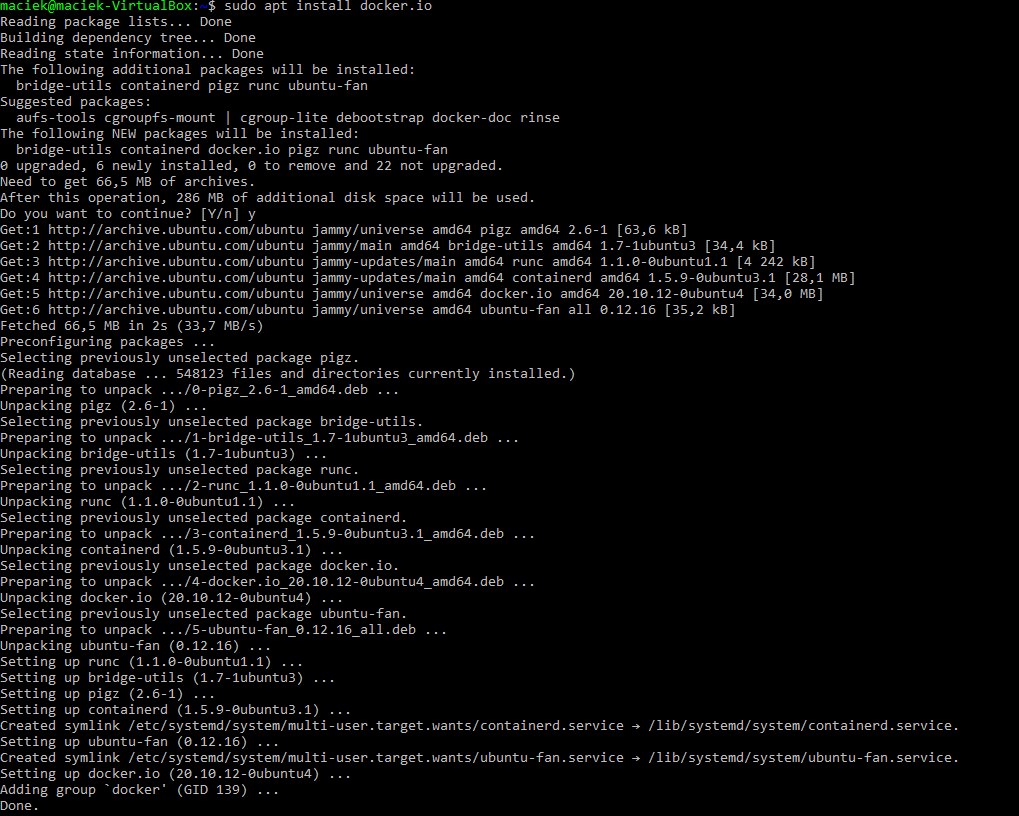 maciek@maciek-VirtualBox:~$ sudo apt install docker.io
Reading package lists... Done
Building dependency tree... Done
Reading state information... Done
The following additional packages will be installed:
  bridge-utils containerd pigz runc ubuntu-fan
Suggested packages:
  aufs-tools cgroupfs-mount | cgroup-lite debootstrap docker-doc rinse
The following NEW packages will be installed:
  bridge-utils containerd docker.io pigz runc ubuntu-fan
0 upgraded, 6 newly installed, 0 to remove and 22 not upgraded.
Need to get 66,5 MB of archives.
After this operation, 286 MB of additional disk space will be used.
Do you want to continue? [Y/n] y
Get:1 http://archive.ubuntu.com/ubuntu jammy/universe amd64 pigz amd64 2.6-1 [63,6 kB]
Get:2 http://archive.ubuntu.com/ubuntu jammy/main amd64 bridge-utils amd64 1.7-1ubuntu3 [34,4 kB]
Get:3 http://archive.ubuntu.com/ubuntu jammy-updates/main amd64 runc amd64 1.1.0-0ubuntu1.1 [4 242 kB]
Get:4 http://archive.ubuntu.com/ubuntu jammy-updates/main amd64 containerd amd64 1.5.9-0ubuntu3.1 [28,1 MB]
Get:5 http://archive.ubuntu.com/ubuntu jammy/universe amd64 docker.io amd64 20.10.12-0ubuntu4 [34,0 MB]
Get:6 http://archive.ubuntu.com/ubuntu jammy/universe amd64 ubuntu-fan all 0.12.16 [35,2 kB]
Fetched 66,5 MB in 2s (33,7 MB/s)
Preconfiguring packages ...
Selecting previously unselected package pigz.
(Reading database ... 548123 files and directories currently installed.)
Preparing to unpack .../0-pigz_2.6-1_amd64.deb ...
Unpacking pigz (2.6-1) ...
Selecting previously unselected package bridge-utils.
Preparing to unpack .../1-bridge-utils_1.7-1ubuntu3_amd64.deb ...
Unpacking bridge-utils (1.7-1ubuntu3) ...
Selecting previously unselected package runc.
Preparing to unpack .../2-runc_1.1.0-0ubuntu1.1_amd64.deb ...
Unpacking runc (1.1.0-0ubuntu1.1) ...
Selecting previously unselected package containerd.
Preparing to unpack .../3-containerd_1.5.9-0ubuntu3.1_amd64.deb ...
Unpacking containerd (1.5.9-0ubuntu3.1) ...
Selecting previously unselected package docker.io.
Preparing to unpack .../4-docker.io_20.10.12-0ubuntu4_amd64.deb ...
Unpacking docker.io (20.10.12-0ubuntu4) ...
Selecting previously unselected package ubuntu-fan.
Preparing to unpack .../5-ubuntu-fan_0.12.16_all.deb ...
Unpacking ubuntu-fan (0.12.16) ...
Setting up runc (1.1.0-0ubuntu1.1) ...
Setting up bridge-utils (1.7-1ubuntu3) ...
Setting up pigz (2.6-1) ...
Setting up containerd (1.5.9-0ubuntu3.1) ...
Created symlink /etc/systemd/system/multi-user.target.wants/containerd.service → /lib/systemd/system/containerd.service.
Setting up ubuntu-fan (0.12.16) ...
Created symlink /etc/systemd/system/multi-user.target.wants/ubuntu-fan.service → /lib/systemd/system/ubuntu-fan.service.
Setting up docker.io (20.10.12-0ubuntu4) ...
Adding group `docker' (GID 139) ...
Done.